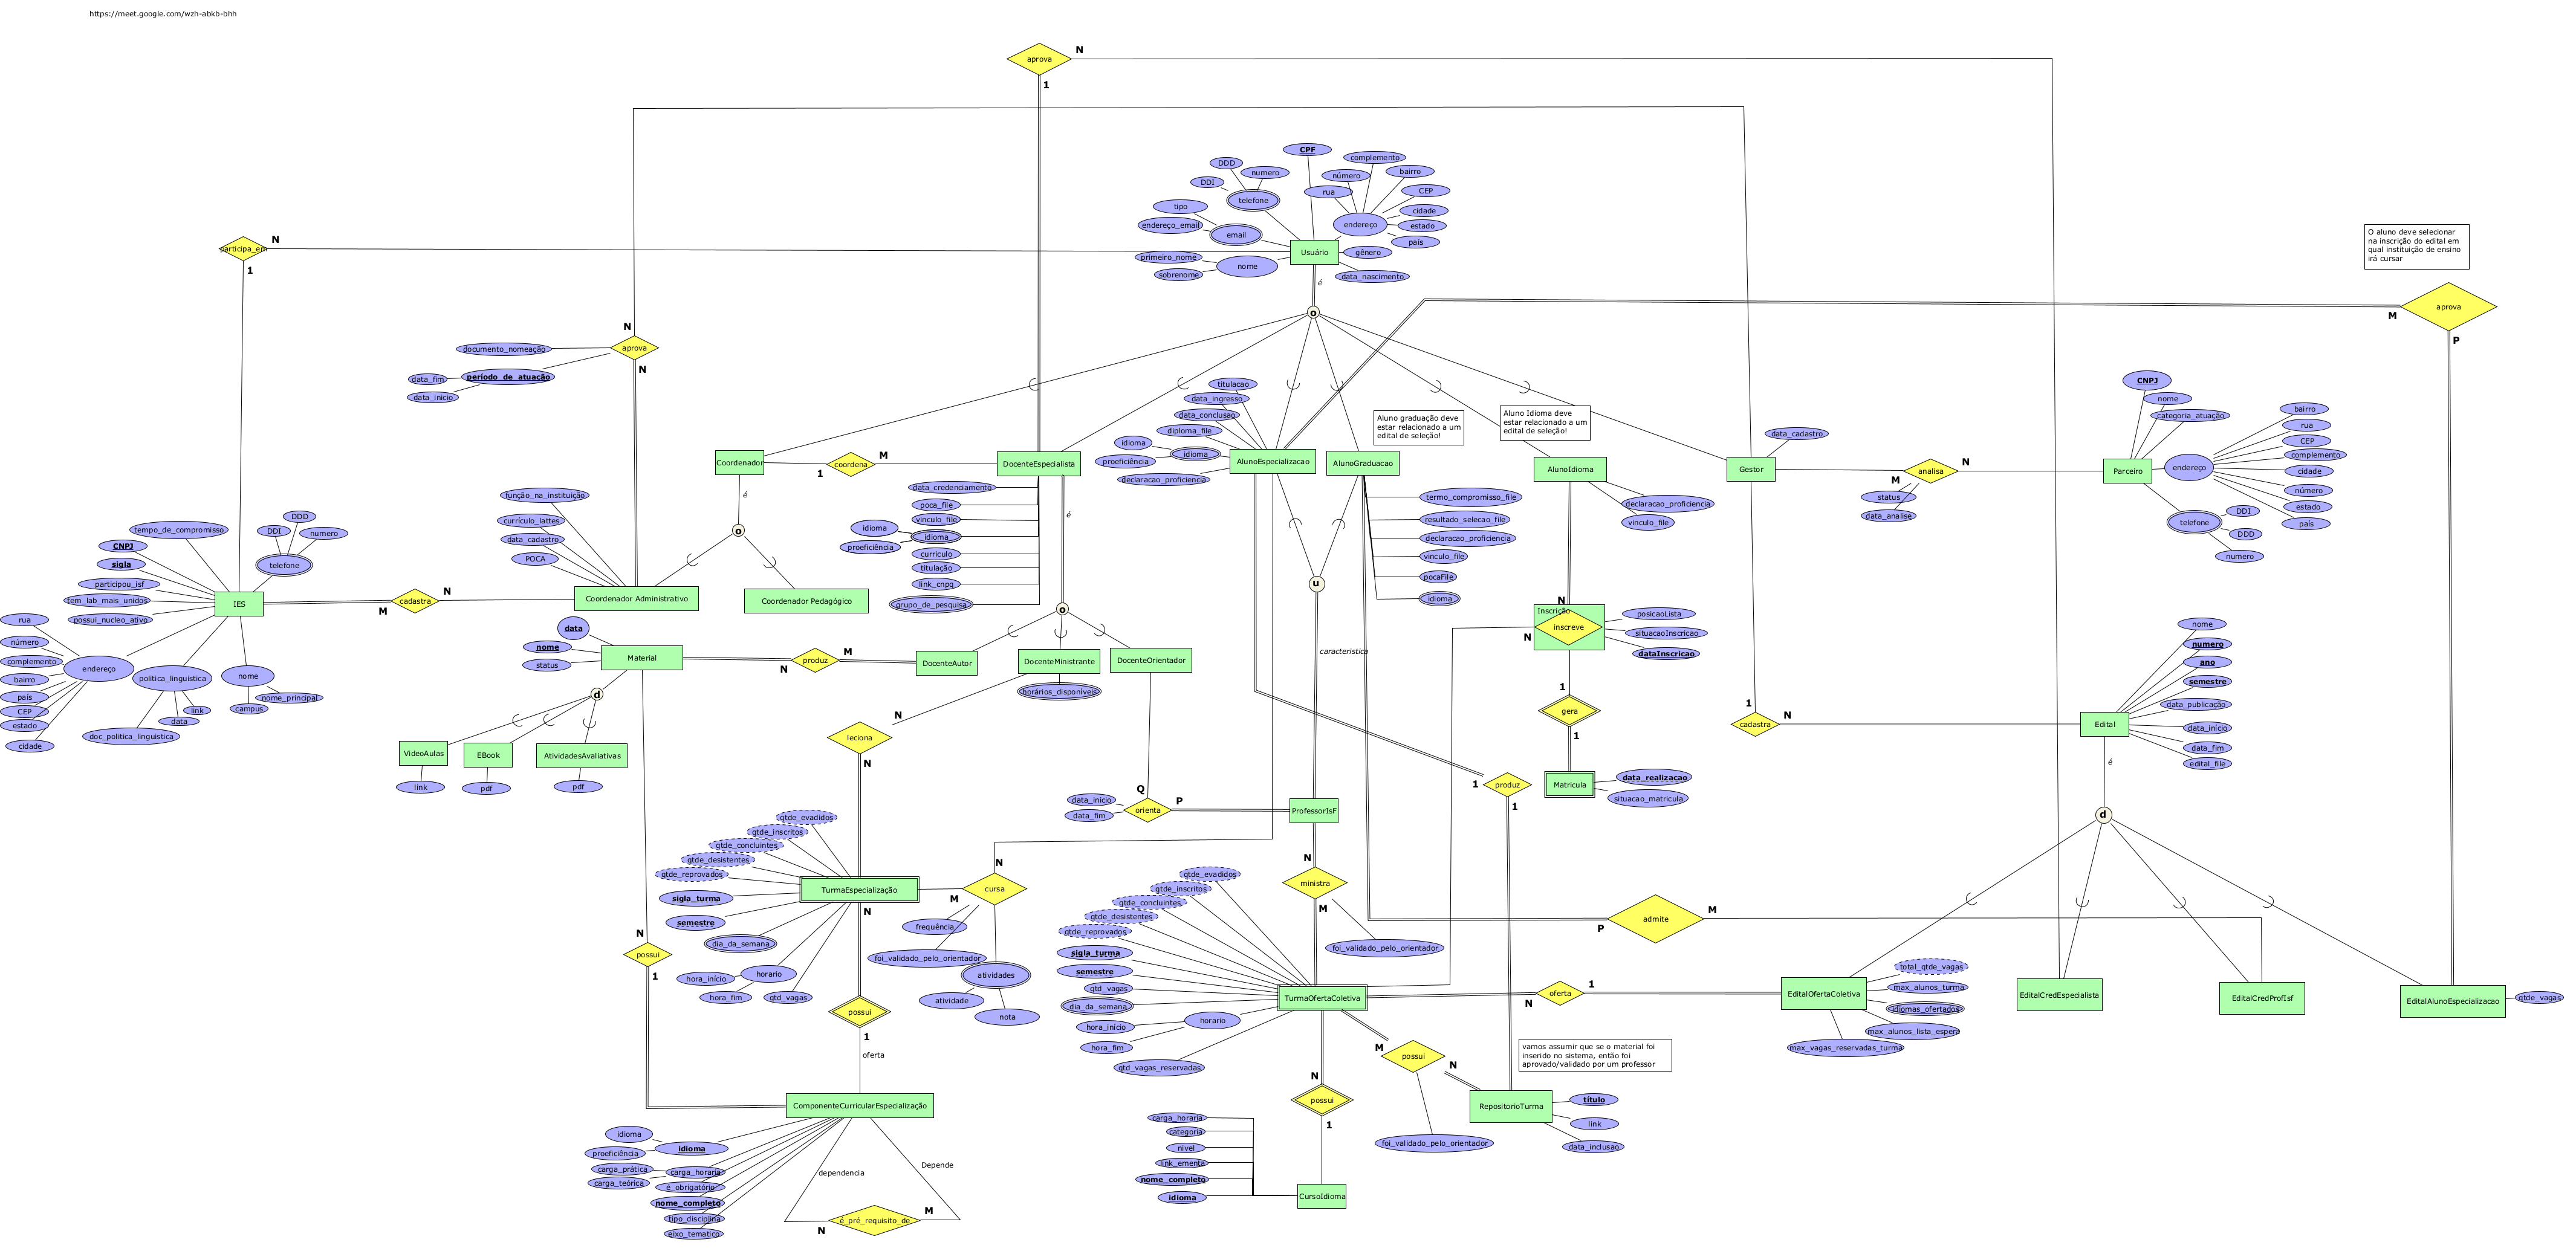 https://meet.google.com/wzh-abkb-bhh
aprova
N
1
CPF
complemento
DDD
numero
número
bairro
DDI
rua
CEP
telefone
tipo
cidade
endereço_email
endereço
estado
email
país
Usuário
gênero
primeiro_nome
nome
sobrenome
data_nascimento
é
o
participa_em
N
1
O aluno deve selecionar
na inscrição do edital em
qual instituição de ensino
irá cursar
aprova
M
P
N
documento_nomeação
aprova
N
período_de_atuação
data_fim
data_inicio
titulacao
data_ingresso
data_conclusao
diploma_file
idioma
idioma
proeficiência
declaracao_proficiencia
Aluno graduação deve
estar relacionado a um
edital de seleção!
Aluno Idioma deve
estar relacionado a um
edital de seleção!
Coordenador
coordena
1
M
DocenteEspecialista
AlunoEspecializacao
AlunoGraduacao
AlunoIdioma
data_cadastro
Gestor
analisa
N
M
status
data_analise
CNPJ
nome
categoria_atuação
Parceiro
bairro
rua
CEP
complemento
endereço
cidade
número
estado
país
telefone
DDI
DDD
numero
é
o
função_na_instituição
currículo_lattes
data_cadastro
POCA
data_credenciamento
poca_file
vinculo_file
idioma
idioma
proeficiência
curriculo
titulação
link_cnpq
grupo_de_pesquisa
é
o
termo_compromisso_file
resultado_selecao_file
declaracao_proficiencia
vinculo_file
pocaFile
idioma
declaracao_proficiencia
vinculo_file
u
tempo_de_compromisso
DDD
DDI
numero
CNPJ
telefone
sigla
participou_isf
tem_lab_mais_unidos
possui_nucleo_ativo
IES
cadastra
N
M
Coordenador Administrativo
Coordenador Pedagógico
rua
número
complemento
endereço
bairro
país
CEP
estado
cidade
politica_linguistica
link
data
doc_politica_linguistica
nome
nome_principal
campus
data
nome
status
Material
produz
M
N
DocenteAutor
DocenteMinistrante
DocenteOrientador
horários_disponíveis
característica
N
Inscrição
inscreve
N
posicaoLista
situacaoInscricao
dataInscricao
d
VideoAulas
EBook
AtividadesAvaliativas
link
pdf
pdf
N
leciona
N
1
gera
1
Matricula
data_realizacao
situacao_matricula
1
produz
1
1
cadastra
N
Edital
nome
numero
ano
semestre
data_publicação
data_início
data_fim
edital_file
é
d
Q
P
data_inicio
orienta
data_fim
ProfessorIsF
qtde_evadidos
qtde_inscritos
qtde_concluintes
qtde_desistentes
qtde_reprovados
sigla_turma
semestre
dia_da_semana
hora_início
horario
hora_fim
qtd_vagas
TurmaEspecialização
N
N
cursa
M
frequência
foi_validado_pelo_orientador
atividades
atividade
nota
N
ministra
M
foi_validado_pelo_orientador
M
admite
P
N
possui
1
possui
1
oferta
qtde_evadidos
qtde_inscritos
qtde_concluintes
qtde_desistentes
qtde_reprovados
sigla_turma
semestre
qtd_vagas
dia_da_semana
hora_início
horario
hora_fim
qtd_vagas_reservadas
TurmaOfertaColetiva
1
oferta
N
EditalOfertaColetiva
total_qtde_vagas
max_alunos_turma
idiomas_ofertados
max_alunos_lista_espera
max_vagas_reservadas_turma
EditalCredEspecialista
EditalCredProfIsf
EditalAlunoEspecializacao
qtde_vagas
M
possui
N
vamos assumir que se o material foi
inserido no sistema, então foi
aprovado/validado por um professor
N
possui
1
RepositorioTurma
título
link
data_inclusao
foi_validado_pelo_orientador
ComponenteCurricularEspecialização
idioma
idioma
proeficiência
carga_prática
carga_horaria
carga_teórica
é_obrigatório
nome_completo
tipo_disciplina
eixo_tematico
dependencia
Depende
M
é_pré_requisito_de
N
carga_horaria
categoria
nivel
link_ementa
nome_completo
idioma
CursoIdioma